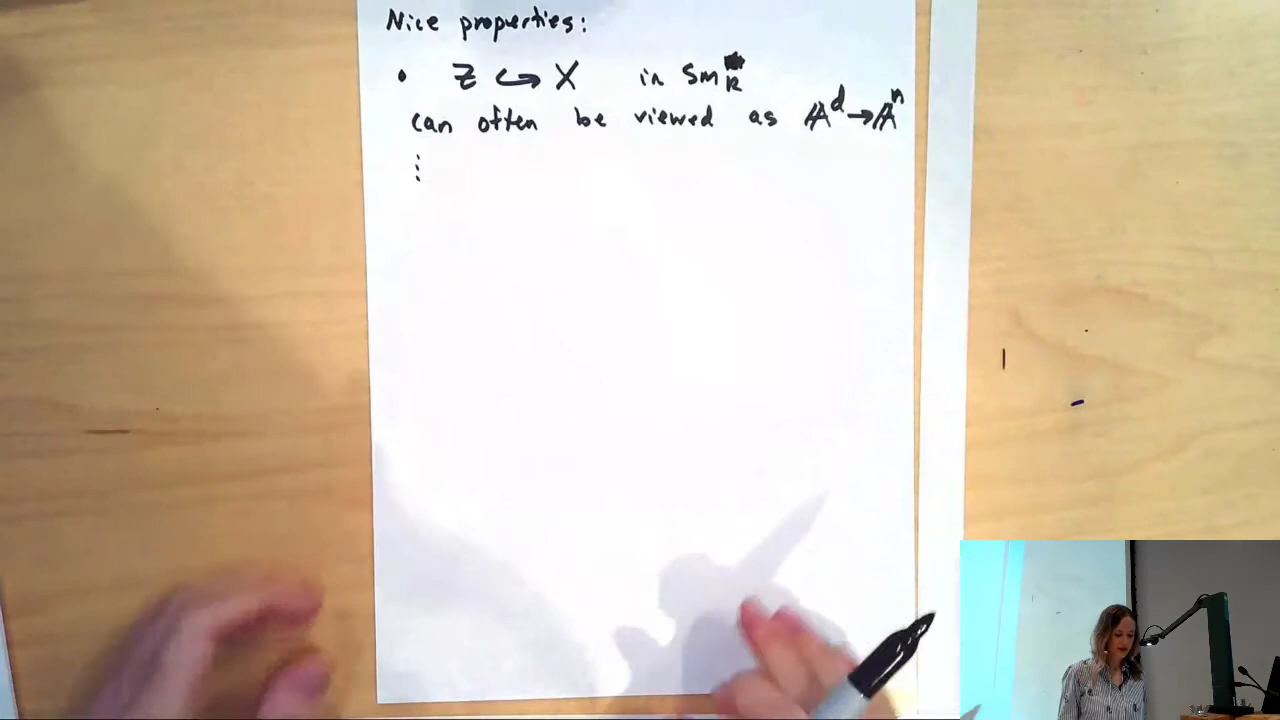 Nice properties:
• Z ↪ X in Sm_k
can often be viewed as 𝔸^d → 𝔸^n
⋮